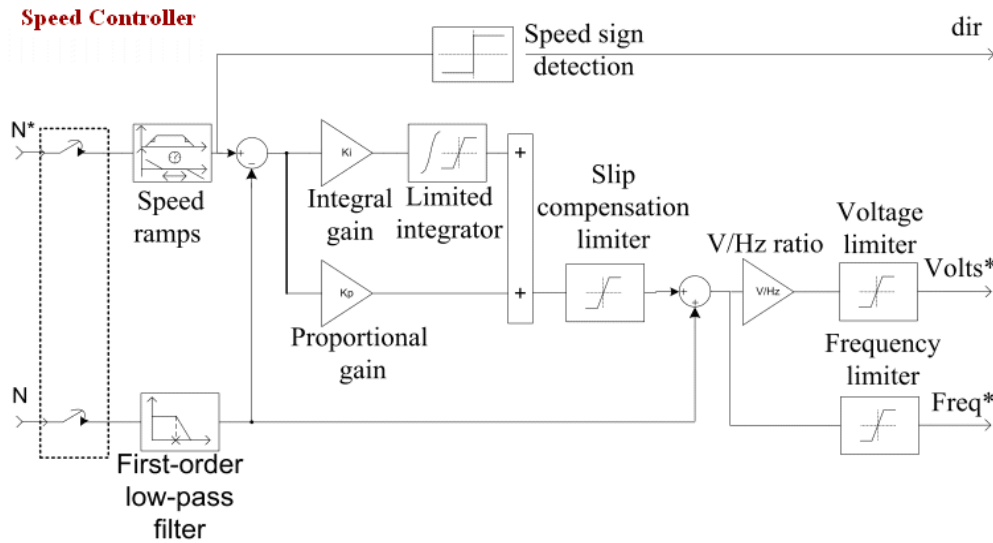 Speed Controller
dir
Speed sign
detection
N*
Ki
Speed
ramps
Integral
gain
Limited
integrator
+
-
+
Slip
compensation
limiter
V/Hz ratio
Voltage
limiter
Volts*
Kp
+
+
+
V/Hz
Proportional
gain
Frequency
limiter
Freq*
N
First-order
low-pass
filter